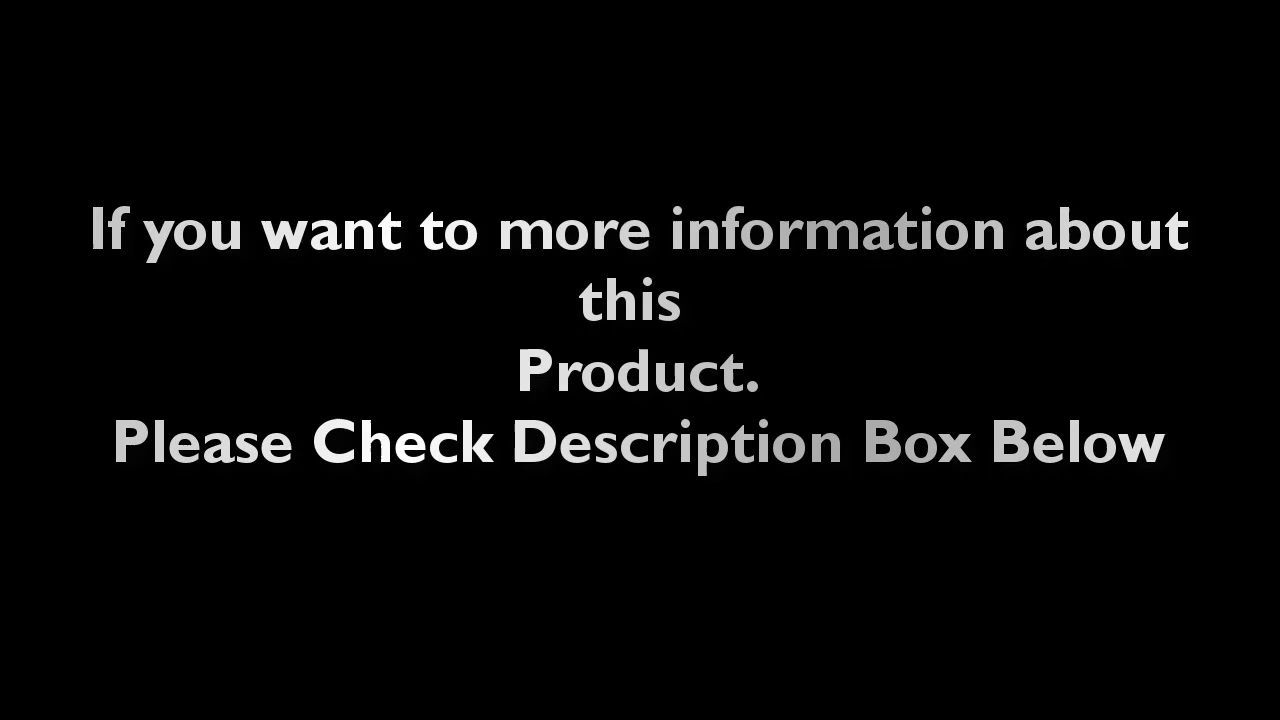 If you want to more information about
this
Product.
Please Check Description Box Below